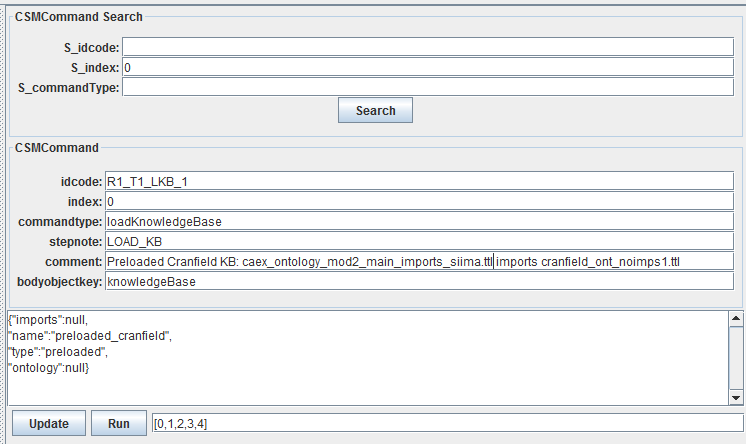 CSMCommand Search
S_idcode:
S_index: 0
S_commandType:
Search
CSMCommand
idcode: R1_T1_LKB_1
index: 0
commandtype: loadKnowledgeBase
stepnote: LOAD_KB
comment: Preloaded Cranfield KB: caex_ontology_mod2_main_imports_siima.ttl imports cranfield_ont_noimps1.ttl
bodyobjectkey: knowledgeBase
{"imports":null,
"name":"preloaded_cranfield",
"type":"preloaded",
"ontology":null}
Update Run [0,1,2,3,4]